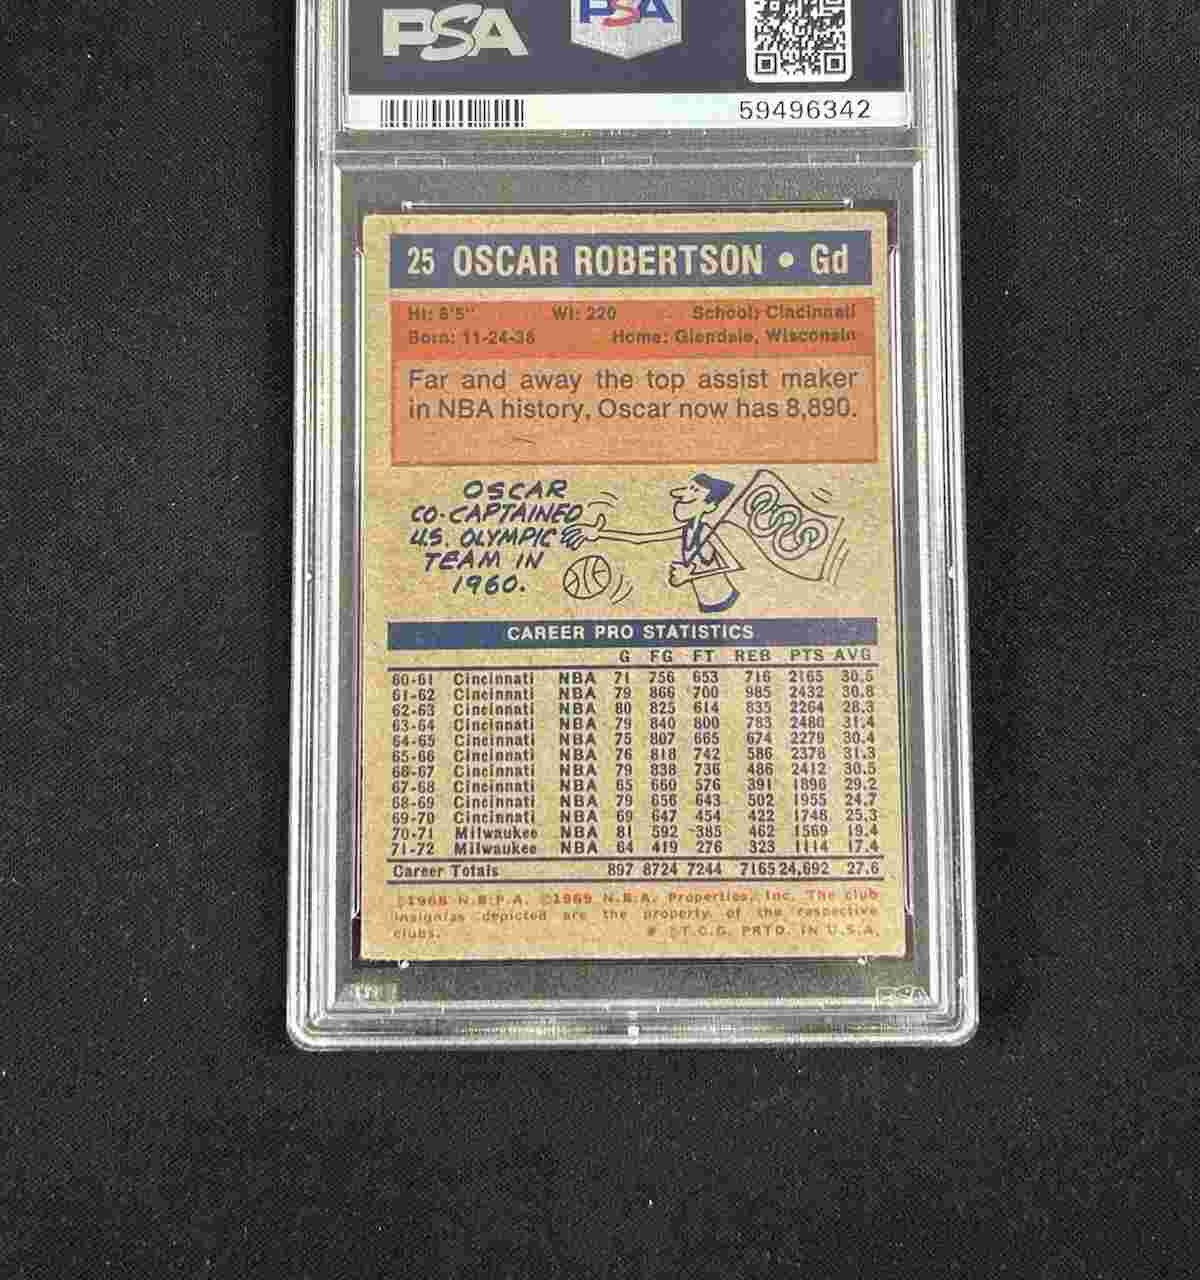 PSA
PSA
59496342
25 OSCAR ROBERTSON • Gd
Ht: 6'5" Wt: 220 School: Cincinnati
Born: 11-24-38 Home: Glendale, Wisconsin
Far and away the top assist maker
in NBA history, Oscar now has 8,890.
OSCAR
CO-CAPTAINED
U.S. OLYMPIC
TEAM IN
1960.
CAREER PRO STATISTICS
G FG FT REB PTS AVG
60-61 Cincinnati NBA 71 756 653 716 2165 30.5
61-62 Cincinnati NBA 79 866 700 985 2432 30.8
62-63 Cincinnati NBA 80 825 614 835 2264 28.3
63-64 Cincinnati NBA 79 840 800 783 2480 31.4
64-65 Cincinnati NBA 75 807 665 674 2279 30.4
65-66 Cincinnati NBA 76 818 742 586 2378 31.3
66-67 Cincinnati NBA 79 838 736 486 2412 30.5
67-68 Cincinnati NBA 65 660 576 391 1896 29.2
68-69 Cincinnati NBA 79 656 643 502 1955 24.7
69-70 Cincinnati NBA 69 647 454 422 1748 25.3
70-71 Milwaukee NBA 81 592 385 462 1569 19.4
71-72 Milwaukee NBA 64 419 276 323 1114 17.4
Career Totals 897 8724 7244 7165 24,692 27.6
©1968 N.B.P.A. ©1969 N.B.A. Properties, Inc. The club
insignias depicted are the property of the respective
clubs. * ©T.C.G. PRTD. IN U.S.A.
PSA